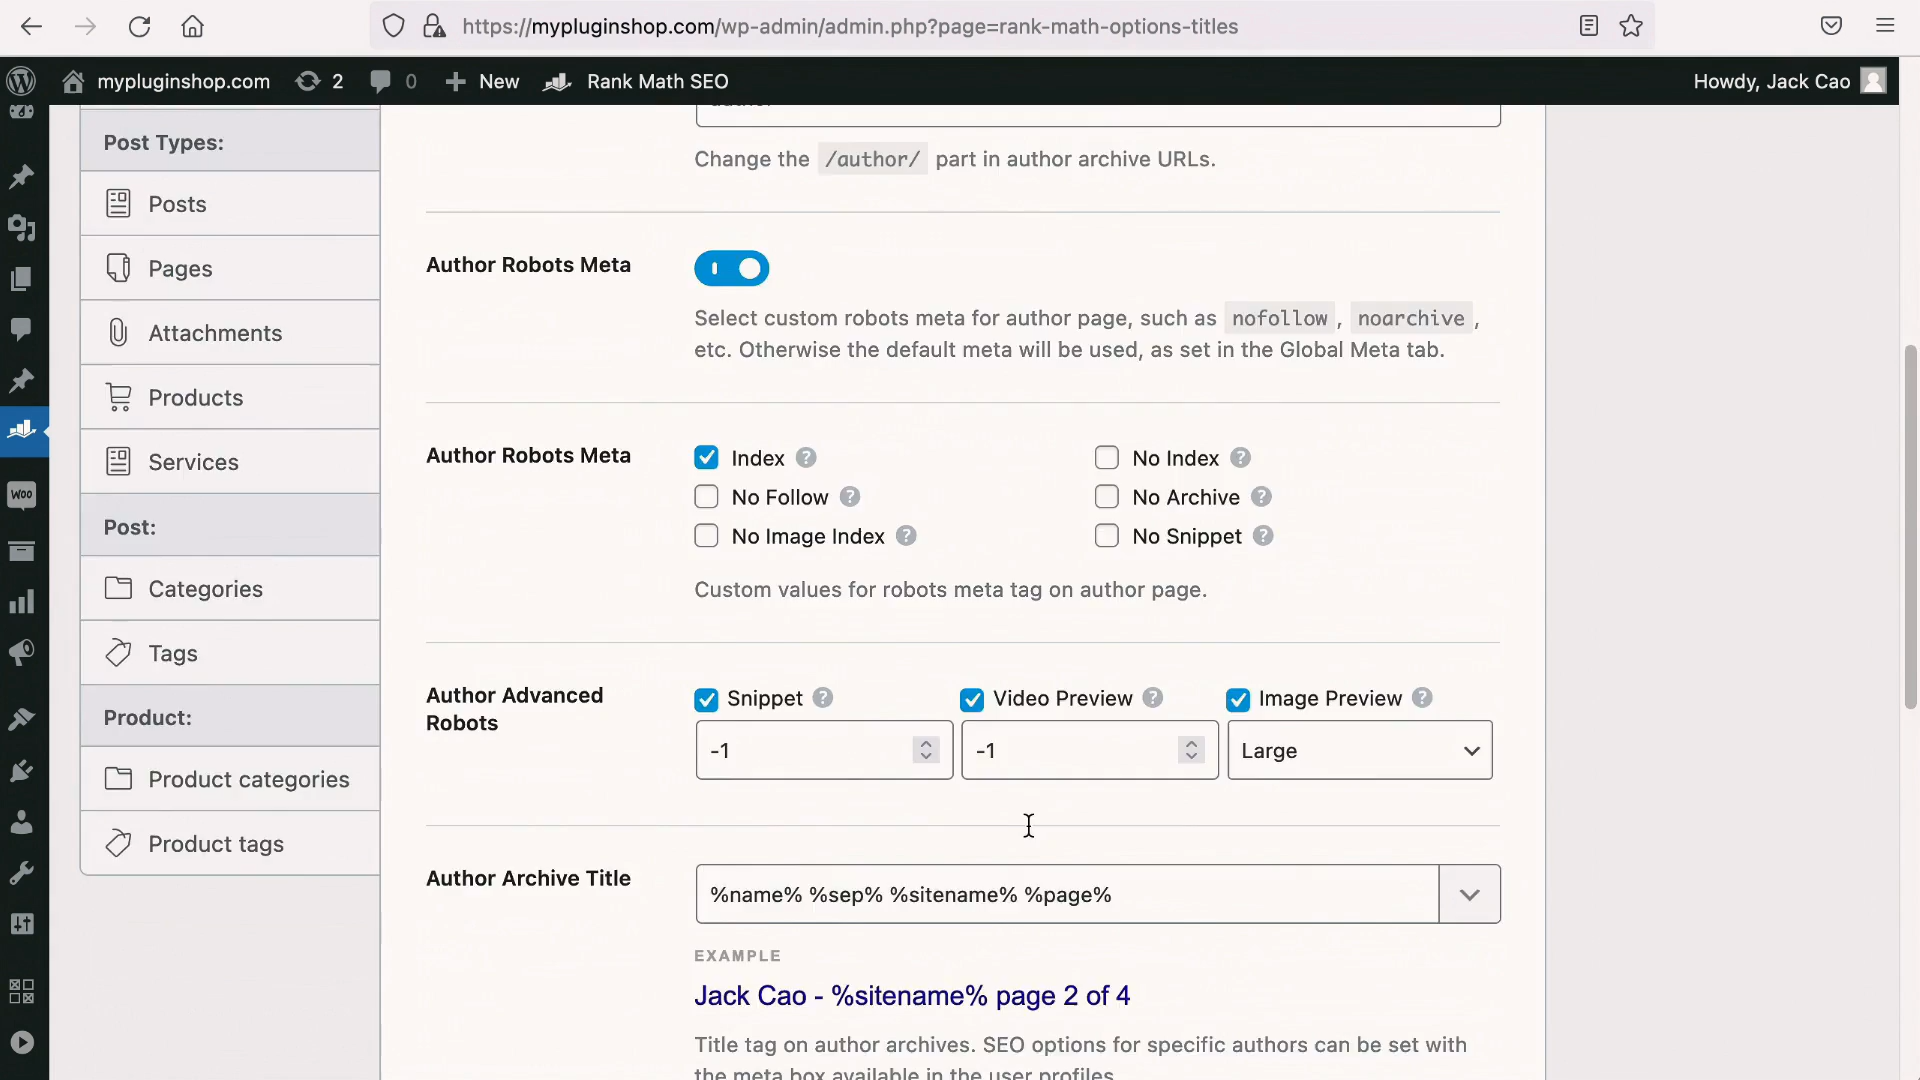 https://mypluginshop.com/wp-admin/admin.php?page=rank-math-options-titles
mypluginshop.com 2 0 New Rank Math SEO Howdy, Jack Cao
Post Types:
Posts
Pages
Attachments
Products
Services
Post:
Categories
Tags
Product:
Product categories
Product tags
WOO
Change the /author/ part in author archive URLs.
Author Robots Meta
Select custom robots meta for author page, such as nofollow , noarchive ,
etc. Otherwise the default meta will be used, as set in the Global Meta tab.
Author Robots Meta
Index ? No Index ?
No Follow ? No Archive ?
No Image Index ? No Snippet ?
Custom values for robots meta tag on author page.
Author Advanced
Robots
Snippet ? Video Preview ? Image Preview ?
-1 -1 Large
Author Archive Title
%name% %sep% %sitename% %page%
EXAMPLE
Jack Cao - %sitename% page 2 of 4
Title tag on author archives. SEO options for specific authors can be set with
the meta box available in the user profiles.